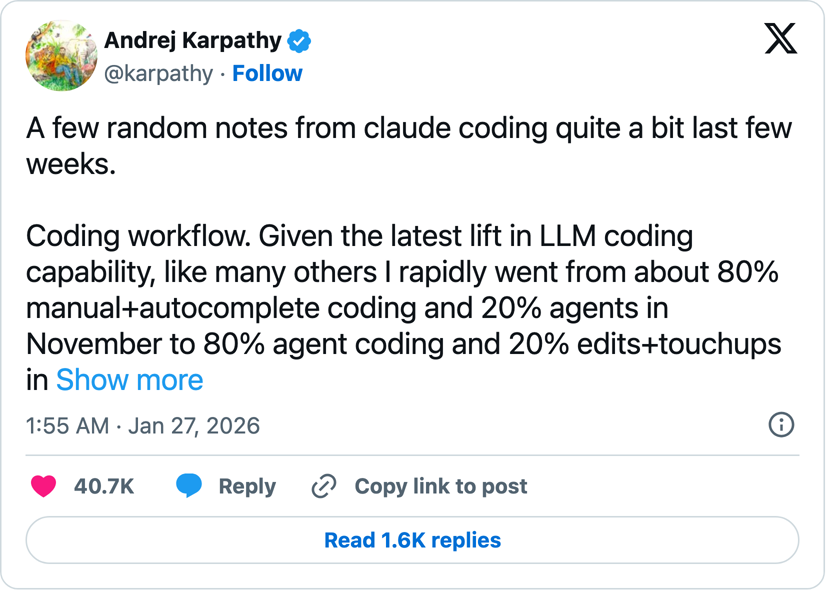 Andrej Karpathy
@karpathy · Follow
A few random notes from claude coding quite a bit last few
weeks.
Coding workflow. Given the latest lift in LLM coding
capability, like many others I rapidly went from about 80%
manual+autocomplete coding and 20% agents in
November to 80% agent coding and 20% edits+touchups
in Show more
1:55 AM · Jan 27, 2026
40.7K Reply Copy link to post
Read 1.6K replies